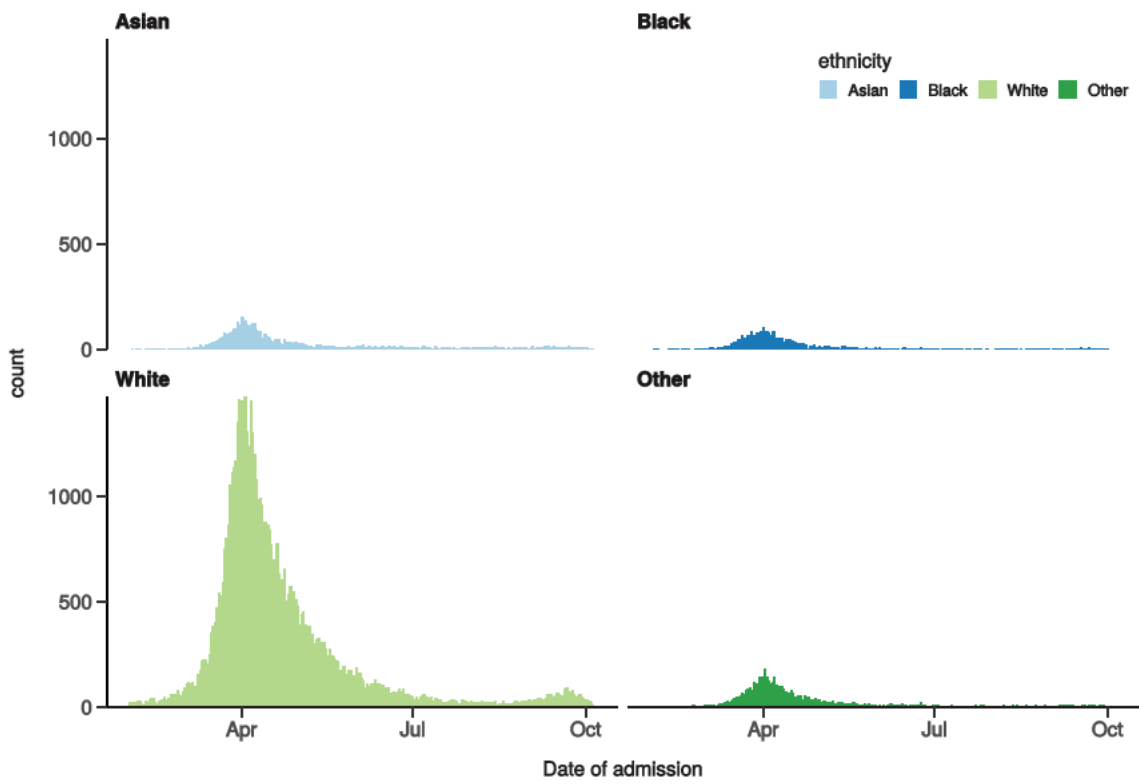 Asian
Black
ethnicity
Asian Black White Other
1000
500
0
count
White
Other
1000
500
0
Apr Jul Oct
Apr Jul Oct
Date of admission